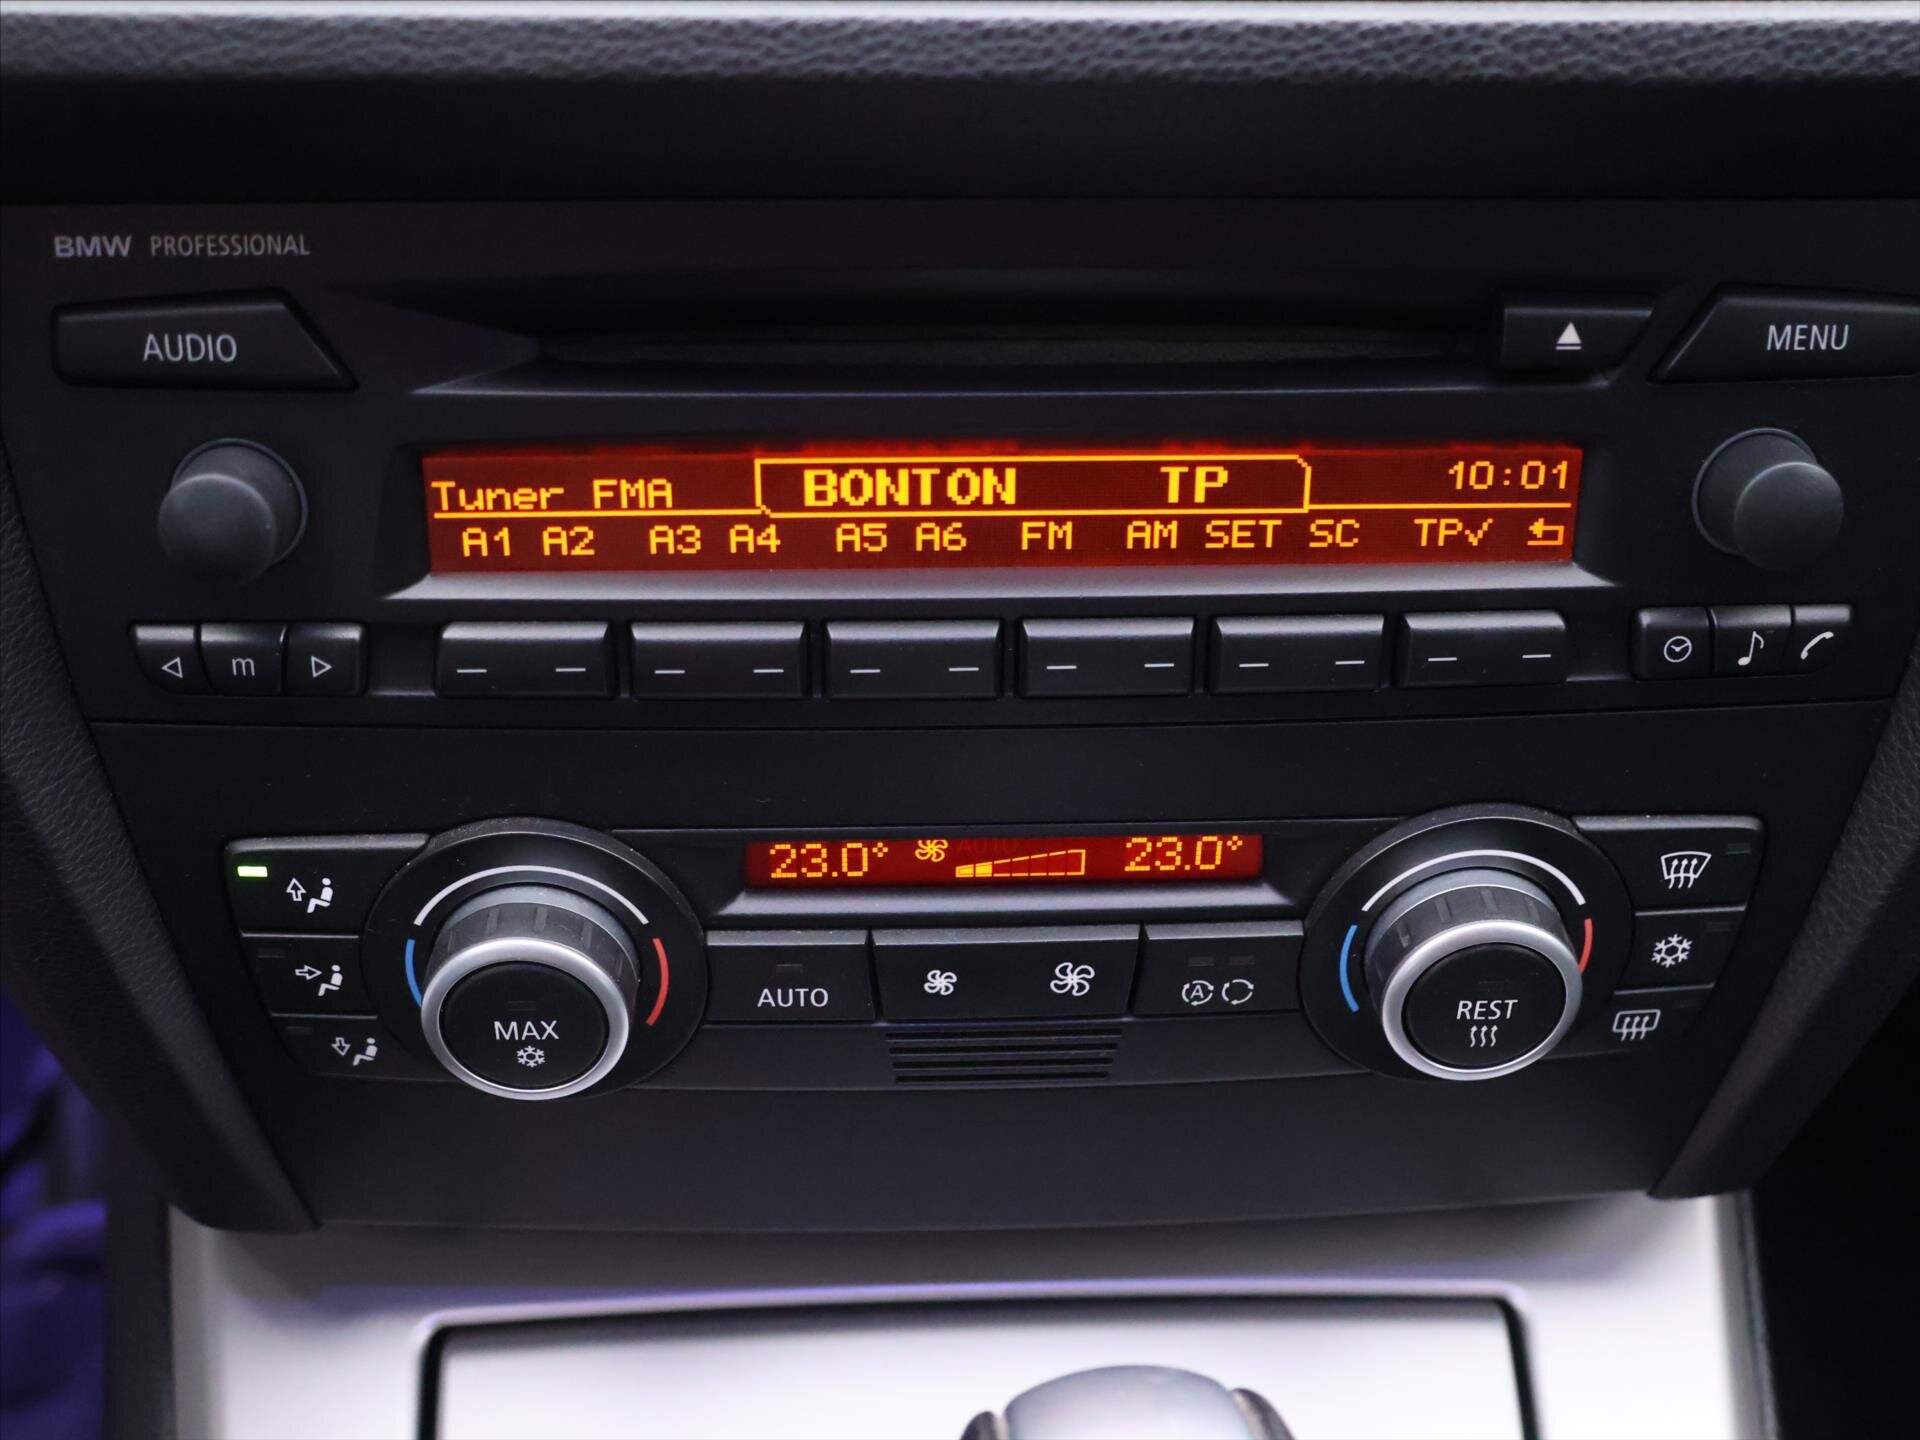 BMW PROFESSIONAL
AUDIO
MENU
Tuner FMA BONTON TP 10:01
A1 A2 A3 A4 A5 A6 FM AM SET SC TP✓
m
23.0° AUTO 23.0°
AUTO
A
MAX
REST